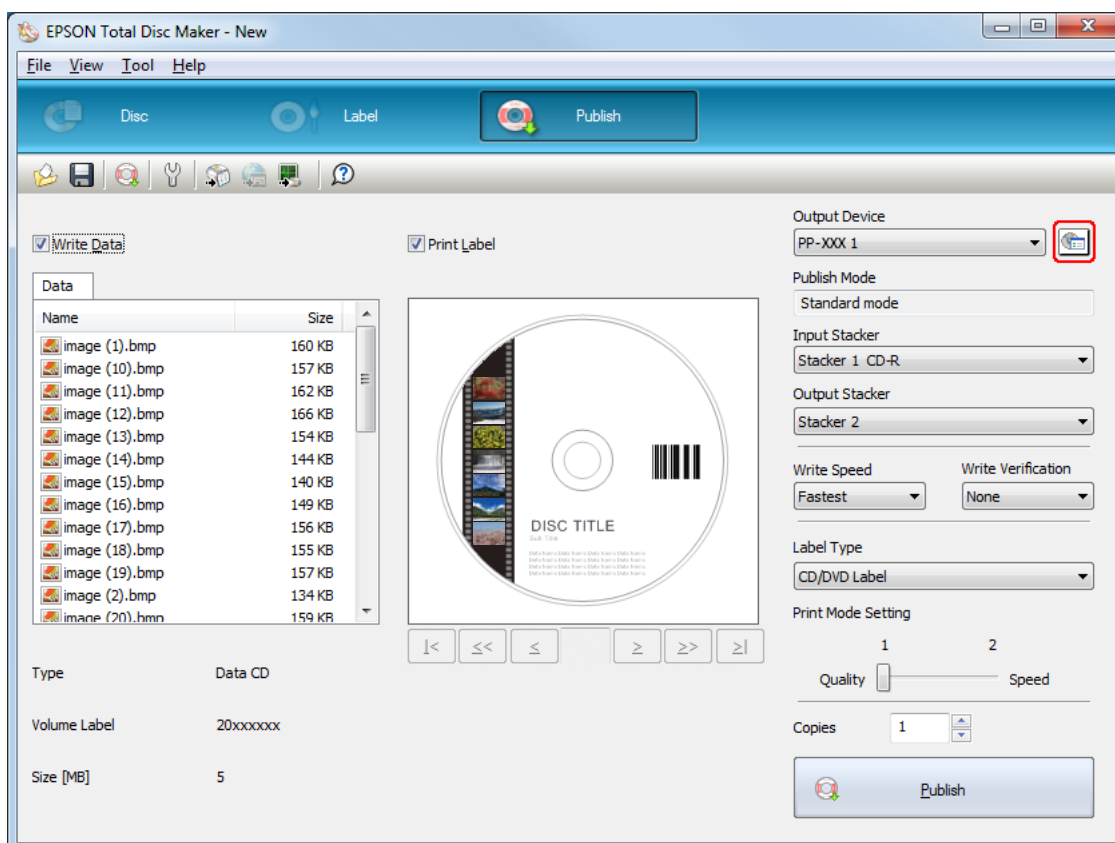 EPSON Total Disc Maker - New
File View Tool Help
Disc Label Publish
Write Data
Data
Name Size
image (1).bmp 160 KB
image (10).bmp 157 KB
image (11).bmp 162 KB
image (12).bmp 166 KB
image (13).bmp 154 KB
image (14).bmp 144 KB
image (15).bmp 140 KB
image (16).bmp 149 KB
image (17).bmp 156 KB
image (18).bmp 155 KB
image (19).bmp 157 KB
image (2).bmp 134 KB
image (20).bmp 159 KB
Type Data CD
Volume Label 20xxxxxx
Size [MB] 5
Print Label
DISC TITLE
Sub Title
|< << < > >> >|
Output Device
PP-XXX 1
Publish Mode
Standard mode
Input Stacker
Stacker 1 CD-R
Output Stacker
Stacker 2
Write Speed Write Verification
Fastest None
Label Type
CD/DVD Label
Print Mode Setting
1 2
Quality Speed
Copies 1
Publish